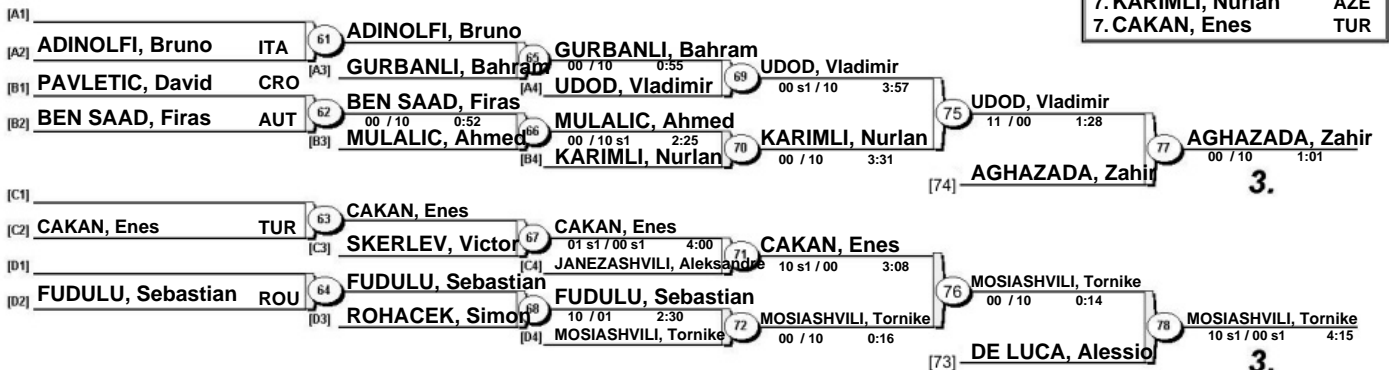 7. KARIMLI, Nurlan AZE
7. CAKAN, Enes TUR
[A1]
[A2] ADINOLFI, Bruno ITA
61
ADINOLFI, Bruno
[A3] GURBANLI, Bahram
65
GURBANLI, Bahram
00 / 10 0:55
[A4] UDOD, Vladimir
69
UDOD, Vladimir
00 s1 / 10 3:57
[B1] PAVLETIC, David CRO
[B2] BEN SAAD, Firas AUT
62
BEN SAAD, Firas
00 / 10 0:52
[B3] MULALIC, Ahmed
66
MULALIC, Ahmed
00 / 10 s1 2:25
[B4] KARIMLI, Nurlan
70
KARIMLI, Nurlan
00 / 10 3:31
75
UDOD, Vladimir
11 / 00 1:28
[74] AGHAZADA, Zahir
77
AGHAZADA, Zahir
00 / 10 1:01
3.
[C1]
[C2] CAKAN, Enes TUR
63
CAKAN, Enes
[C3] SKERLEV, Victor
67
CAKAN, Enes
01 s1 / 00 s1 4:00
[C4] JANEZASHVILI, Aleksandre
71
CAKAN, Enes
10 s1 / 00 3:08
[D1]
[D2] FUDULU, Sebastian ROU
64
FUDULU, Sebastian
[D3] ROHACEK, Simon
68
FUDULU, Sebastian
10 / 01 2:30
[D4] MOSIASHVILI, Tornike
72
MOSIASHVILI, Tornike
00 / 10 0:16
76
MOSIASHVILI, Tornike
00 / 10 0:14
[73] DE LUCA, Alessio
78
MOSIASHVILI, Tornike
10 s1 / 00 s1 4:15
3.